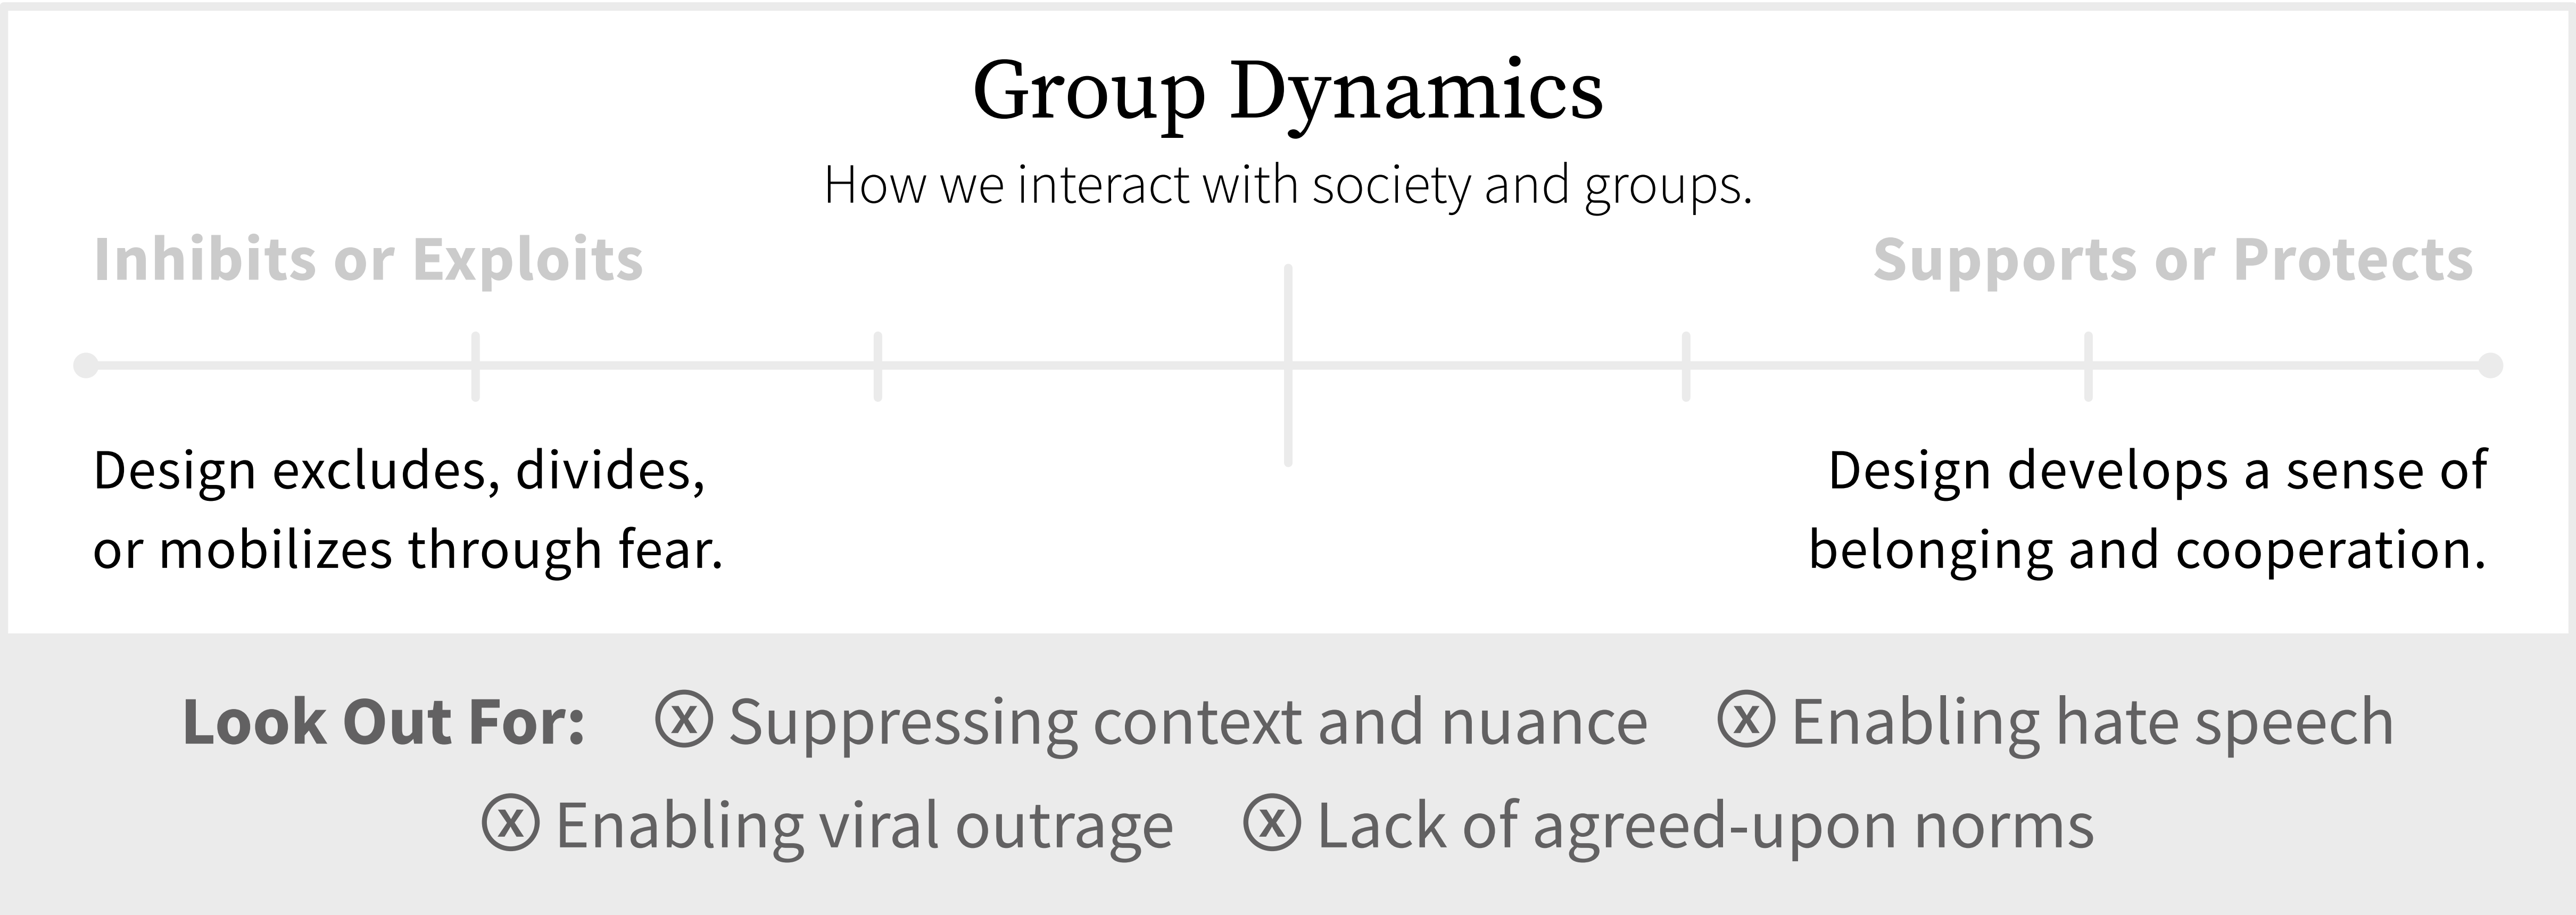 Group Dynamics
How we interact with society and groups.
Inhibits or Exploits
Supports or Protects
Design excludes, divides,
or mobilizes through fear.
Design develops a sense of
belonging and cooperation.
Look Out For: ⓧ Suppressing context and nuance ⓧ Enabling hate speech
ⓧ Enabling viral outrage ⓧ Lack of agreed-upon norms